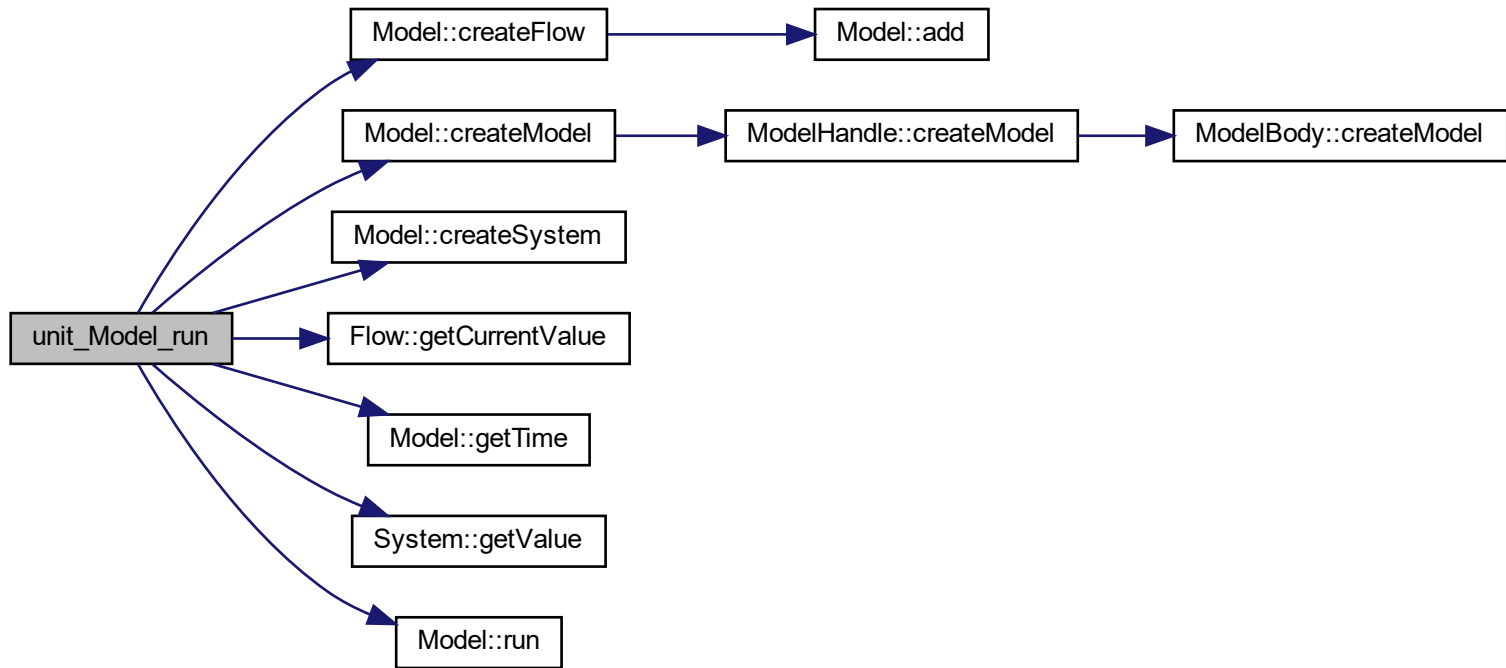 Model::createFlow
Model::add
Model::createModel
ModelHandle::createModel
ModelBody::createModel
Model::createSystem
unit_Model_run
Flow::getCurrentValue
Model::getTime
System::getValue
Model::run